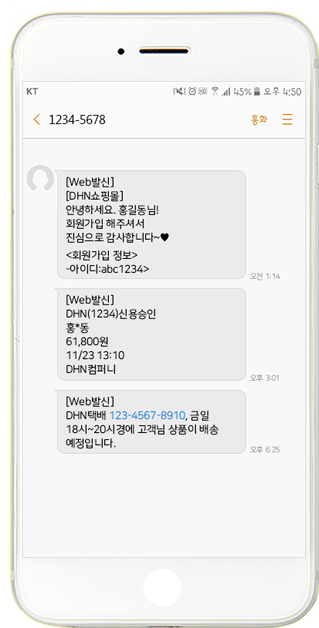 KT 45% 오후 4:50
1234-5678 통화
[Web발신]
[DHN쇼핑몰]
안녕하세요. 홍길동님!
회원가입 해주셔서
진심으로 감사합니다~♥
<회원가입 정보>
-아이디:abc1234>
오전 1:14
[Web발신]
DHN(1234)신용승인
홍*동
61,800원
11/23 13:10
DHN컴퍼니
오후 3:01
[Web발신]
DHN택배 123-4567-8910, 금일
18시~20시경에 고객님 상품이 배송
예정입니다.
오후 6:25